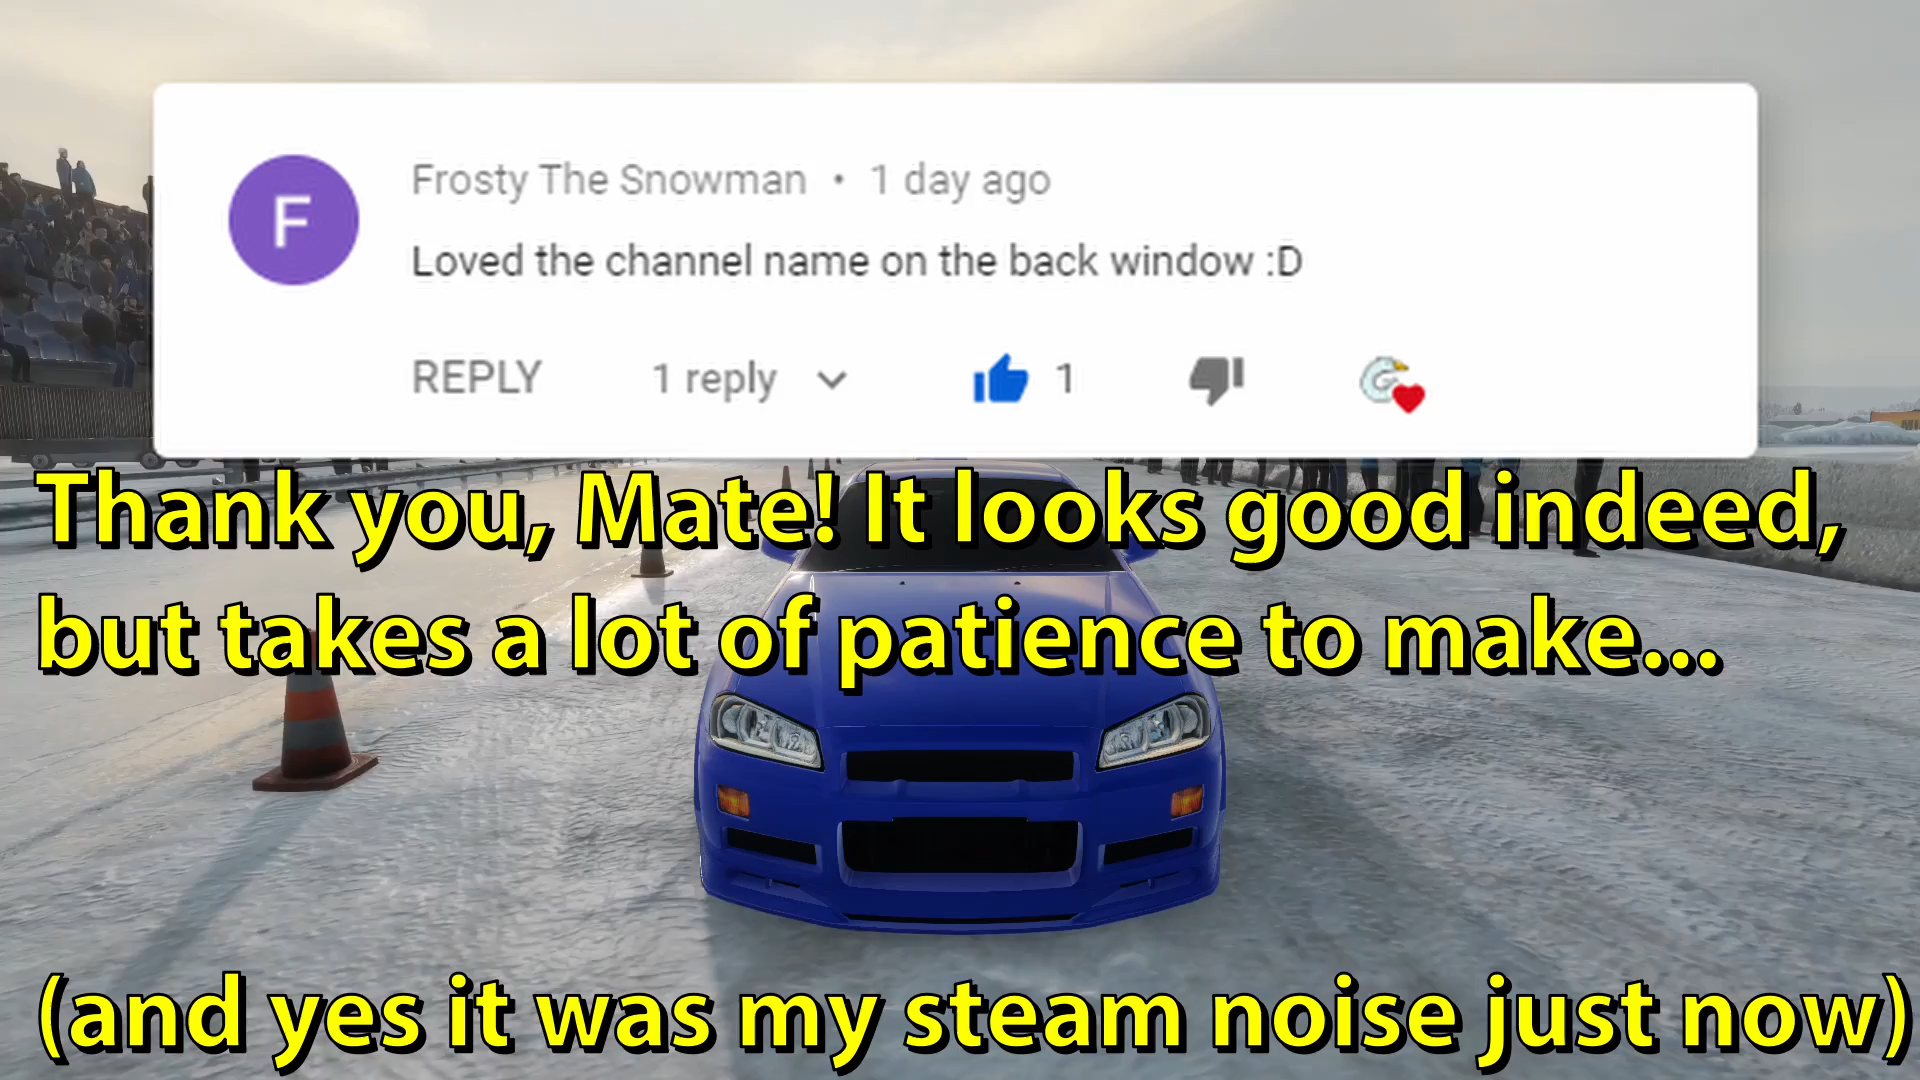 F
Frosty The Snowman • 1 day ago
Loved the channel name on the back window :D
REPLY 1 reply 1
Thank you, Mate! It looks good indeed,
but takes a lot of patience to make...
(and yes it was my steam noise just now)